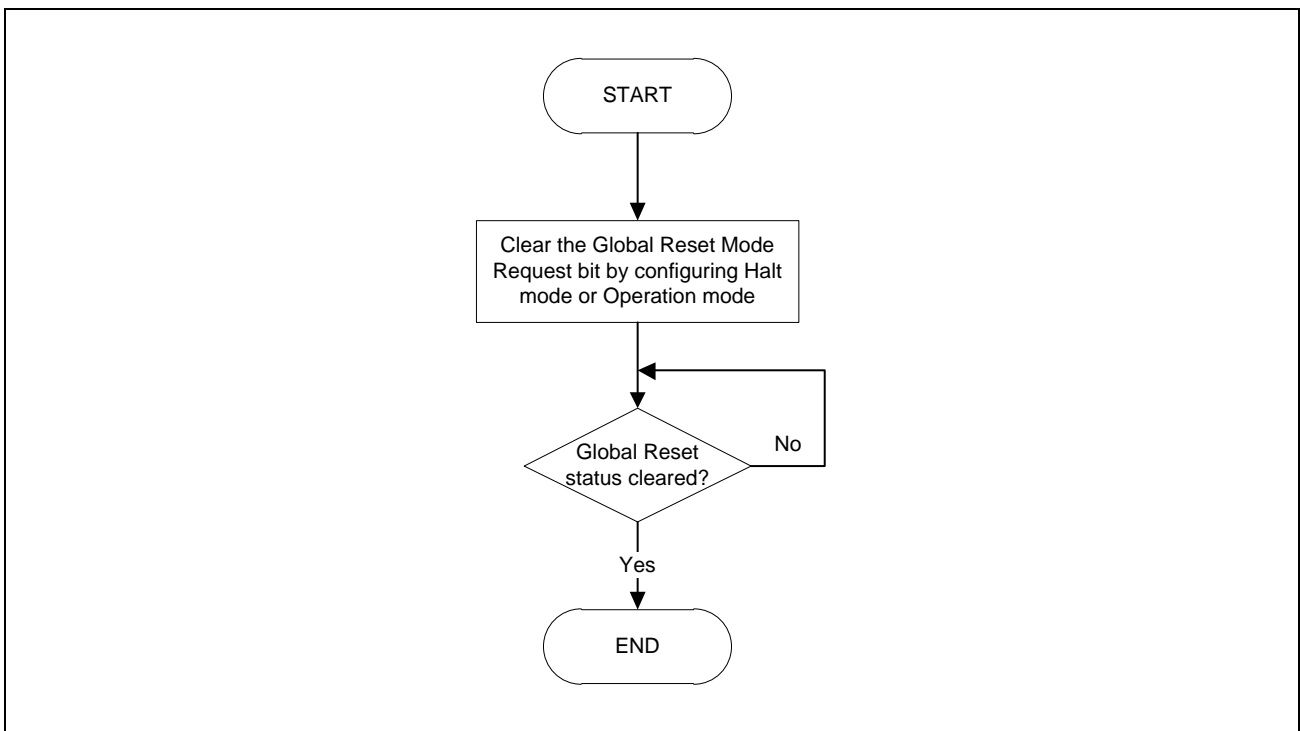 START
Clear the Global Reset Mode
Request bit by configuring Halt
mode or Operation mode
Global Reset
status cleared?
No
Yes
END